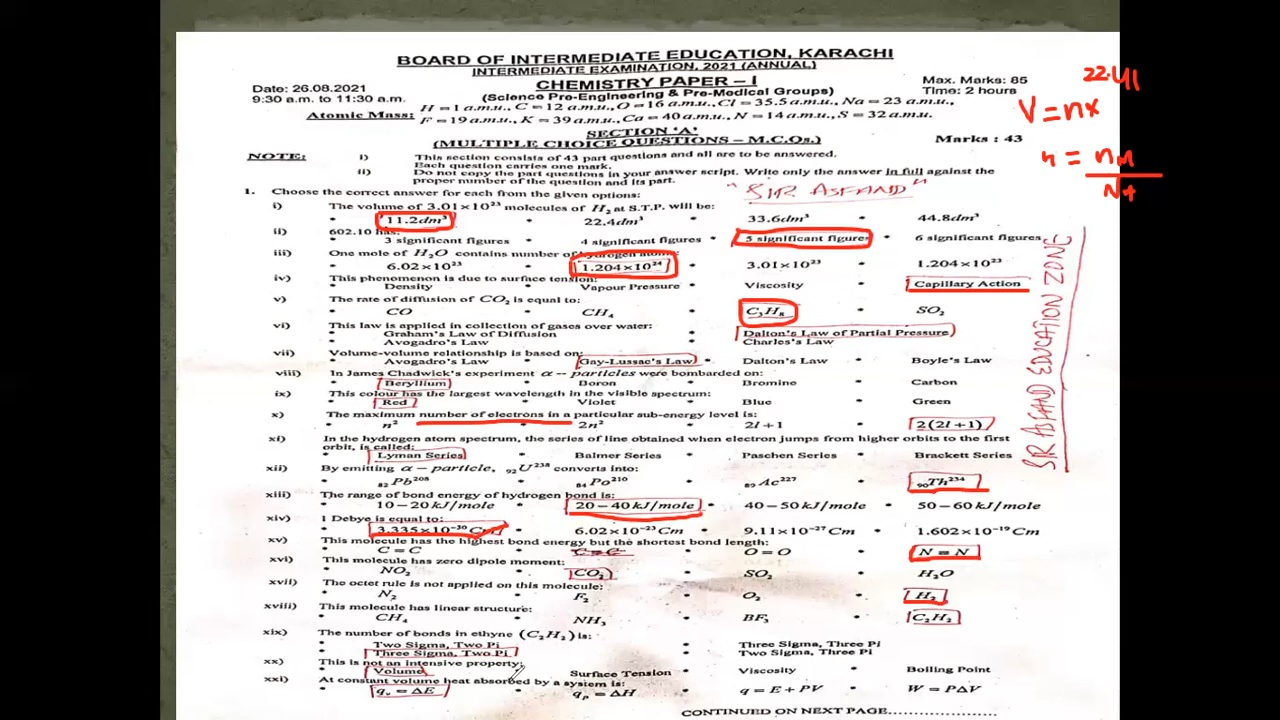 BOARD OF INTERMEDIATE EDUCATION, KARACHI
INTERMEDIATE EXAMINATION, 2021 (ANNUAL)
Date: 26.08.2021 CHEMISTRY PAPER – I Max. Marks: 85
9:30 a.m. to 11:30 a.m. (Science Pre-Engineering & Pre-Medical Groups) Time: 2 hours
Atomic Mass: H = 1 a.m.u., C = 12 a.m.u., O = 16 a.m.u., Cl = 35.5 a.m.u., Na = 23 a.m.u.,
F = 19 a.m.u., K = 39 a.m.u., Ca = 40 a.m.u., N = 14 a.m.u., S = 32 a.m.u.
SECTION 'A'
(MULTIPLE CHOICE QUESTIONS – M.C.Qs.) Marks : 43
NOTE: i) This section consists of 43 part questions and all are to be answered.
Each question carries one mark.
ii) Do not copy the part questions in your answer script. Write only the answer in full against the
proper number of the question and its part.
"SIR ASFAND"
1. Choose the correct answer for each from the given options:
i) The volume of 3.01×10²³ molecules of H₂ at S.T.P. will be:
• 11.2dm³ • 22.4dm³ • 33.6dm³ • 44.8dm³
ii) 602.10 has:
• 3 significant figures • 4 significant figures • 5 significant figures • 6 significant figures
iii) One mole of H₂O contains number of hydrogen atoms:
• 6.02×10²³ • 1.204×10²⁴ • 3.01×10²³ • 1.204×10²³
iv) This phenomenon is due to surface tension:
• Density • Vapour Pressure • Viscosity • Capillary Action
v) The rate of diffusion of CO₂ is equal to:
• CO • CH₄ • C₃H₈ • SO₂
vi) This law is applied in collection of gases over water:
• Graham's Law of Diffusion • Dalton's Law of Partial Pressure
• Avogadro's Law • Charle's Law
vii) Volume-volume relationship is based on:
• Avogadro's Law • Gay-Lussac's Law • Dalton's Law • Boyle's Law
viii) In James Chadwick's experiment α -- particles were bombarded on:
• Beryllium • Boron • Bromine • Carbon
ix) This colour has the largest wavelength in the visible spectrum:
• Red • Violet • Blue • Green
x) The maximum number of electrons in a particular sub-energy level is:
• n² • 2n² • 2l + 1 • 2(2l + 1)
xi) In the hydrogen atom spectrum, the series of line obtained when electron jumps from higher orbits to the first
orbit, is called:
• Lyman Series • Balmer Series • Paschen Series • Brackett Series
xii) By emitting α – particle, ₉₂U²³⁸ converts into:
• ₈₂Pb²⁰⁸ • ₈₄Po²¹⁰ • ₈₉Ac²²⁷ • ₉₀Th²³⁴
xiii) The range of bond energy of hydrogen bond is:
• 10 – 20 kJ/mole • 20 – 40 kJ/mole • 40 – 50 kJ/mole • 50 – 60 kJ/mole
xiv) 1 Debye is equal to:
• 3.335×10⁻³⁰ Cm • 6.02×10⁻²³ Cm • 9.11×10⁻²⁷ Cm • 1.602×10⁻¹⁹ Cm
xv) This molecule has the highest bond energy but the shortest bond length:
• C = C • C = C • O = O • N ≡ N
xvi) This molecule has zero dipole moment:
• NO₂ • CO₂ • SO₂ • H₂O
xvii) The octet rule is not applied on this molecule:
• N₂ • F₂ • O₂ • H₂
xviii) This molecule has linear structure:
• CH₄ • NH₃ • BF₃ • C₂H₂
xix) The number of bonds in ethyne (C₂H₂) is:
• Two Sigma, Two Pi • Three Sigma, Three Pi
• Three Sigma, Two Pi • Two Sigma, Three Pi
xx) This is not an intensive property:
• Volume • Surface Tension • Viscosity • Boiling Point
xxi) At constant volume heat absorbed by a system is:
• qᵥ = ΔE • qₚ = ΔH • q = E + PV • W = PΔV
CONTINUED ON NEXT PAGE....................
V = n×
n =
SIR ASFAND EDUCATION ZONE